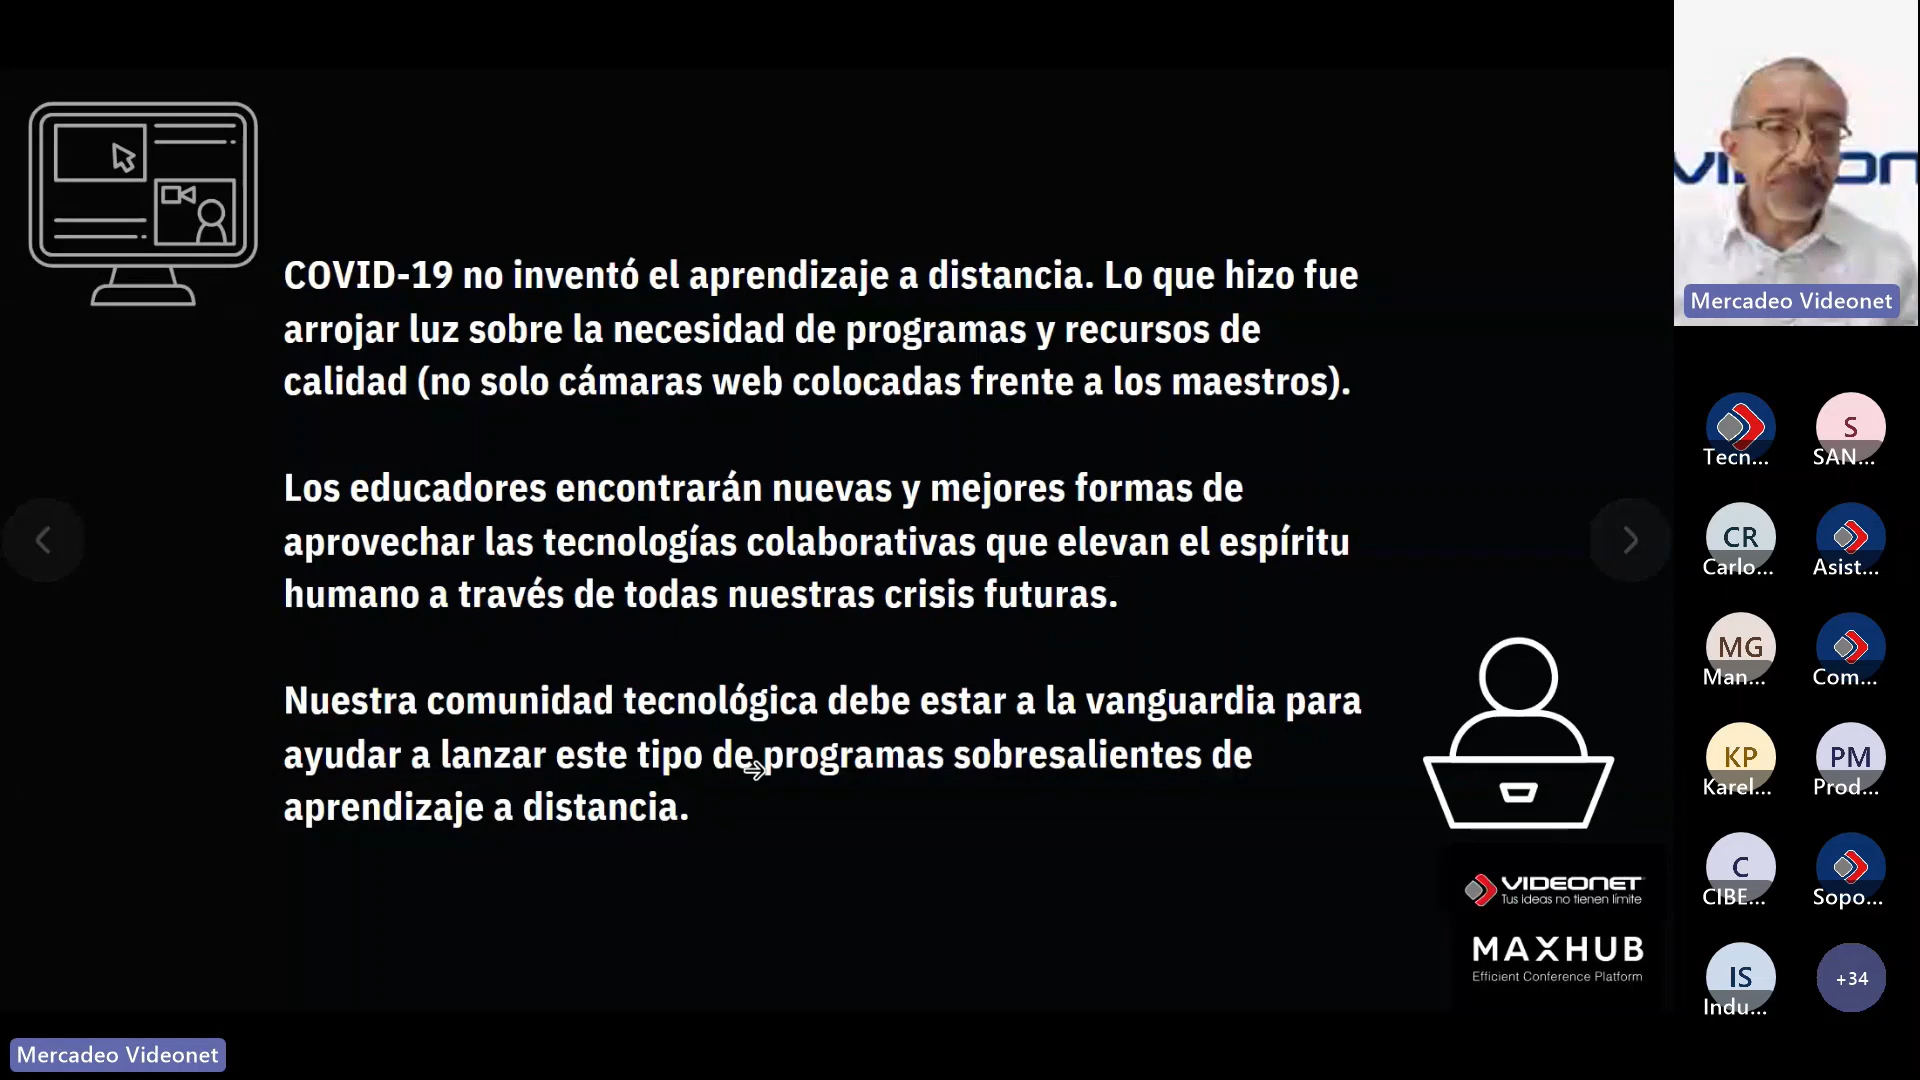 COVID-19 no inventó el aprendizaje a distancia. Lo que hizo fue
arrojar luz sobre la necesidad de programas y recursos de
calidad (no solo cámaras web colocadas frente a los maestros).
Los educadores encontrarán nuevas y mejores formas de
aprovechar las tecnologías colaborativas que elevan el espíritu
humano a través de todas nuestras crisis futuras.
Nuestra comunidad tecnológica debe estar a la vanguardia para
ayudar a lanzar este tipo de programas sobresalientes de
aprendizaje a distancia.
VIDEONET
Tus ideas no tienen límite
MAXHUB
Efficient Conference Platform
Mercadeo Videonet
Mercadeo Videonet
Tecn...
S
SAN...
CR
Carlo...
Asist...
MG
Man...
Com...
KP
Karel...
PM
Prod...
C
CIBE...
Sopo...
IS
Indu...
+34